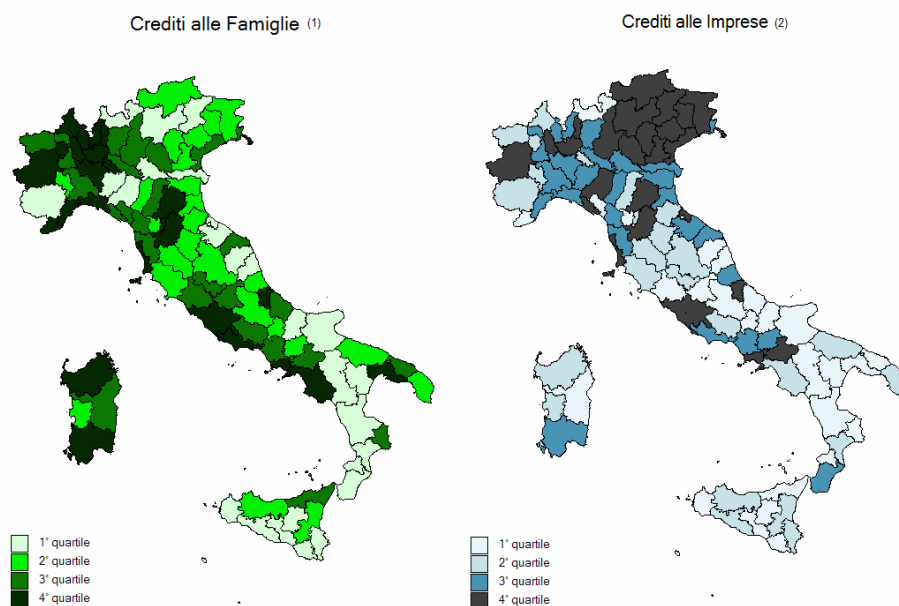 Crediti alle Famiglie (1)
Crediti alle Imprese (2)
1° quartile
2° quartile
3° quartile
4° quartile
1° quartile
2° quartile
3° quartile
4° quartile